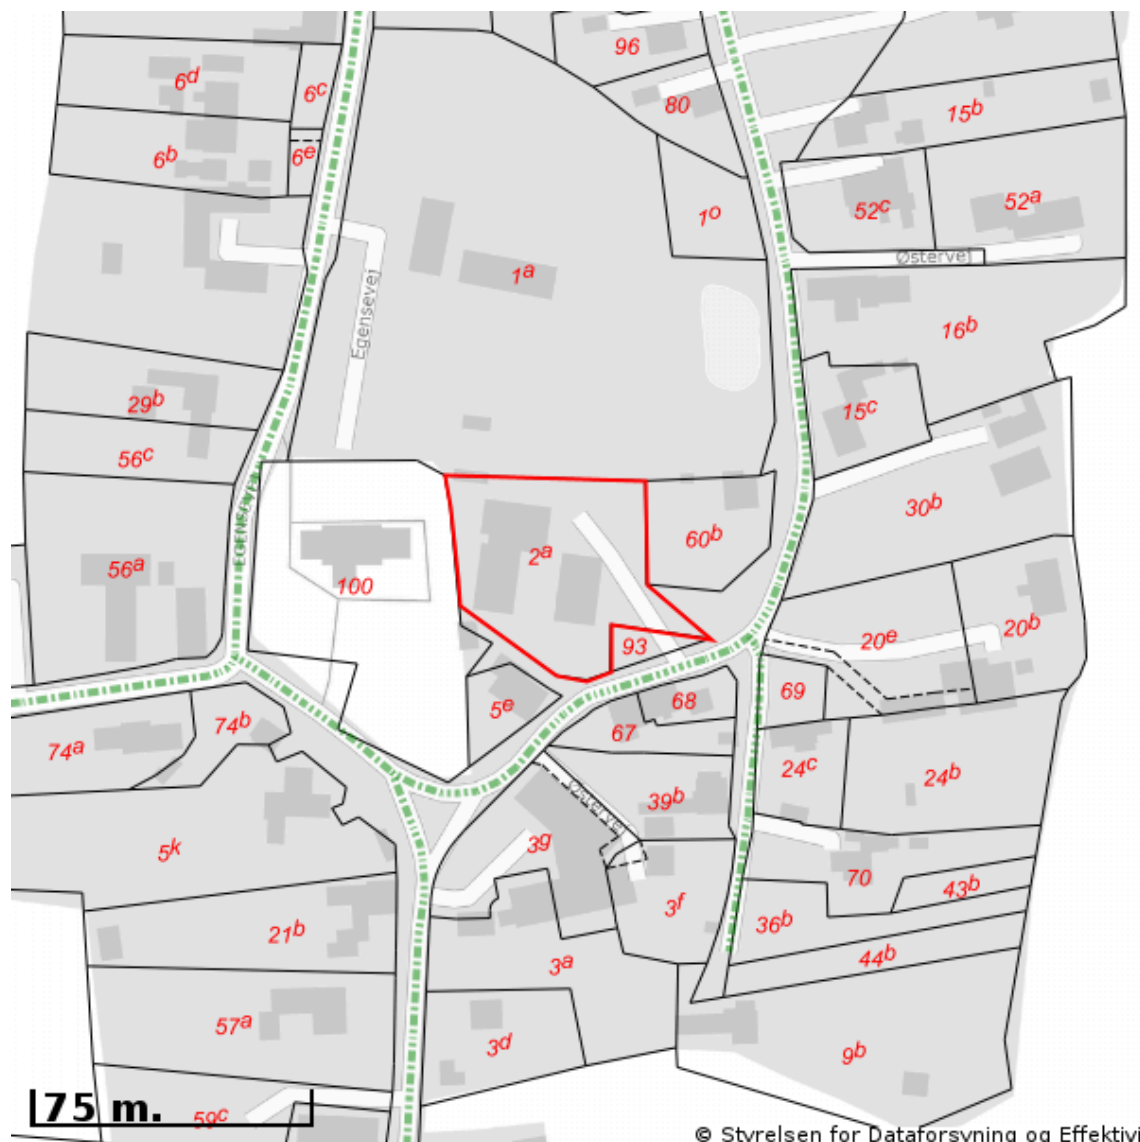 96
6d
6c
80
15b
6b
6e
1o
52c
52a
Østervej
1a
Egensevej
16b
29b
15c
56c
30b
EGENSEVEJ
60b
2a
56a
100
20b
20e
93
69
68
5e
67
74b
74a
24c
24b
39b
Østervej
3g
5k
70
43b
3f
36b
21b
44b
3a
57a
3d
9b
75 m.
59c
© Styrelsen for Dataforsyning og Effektivi